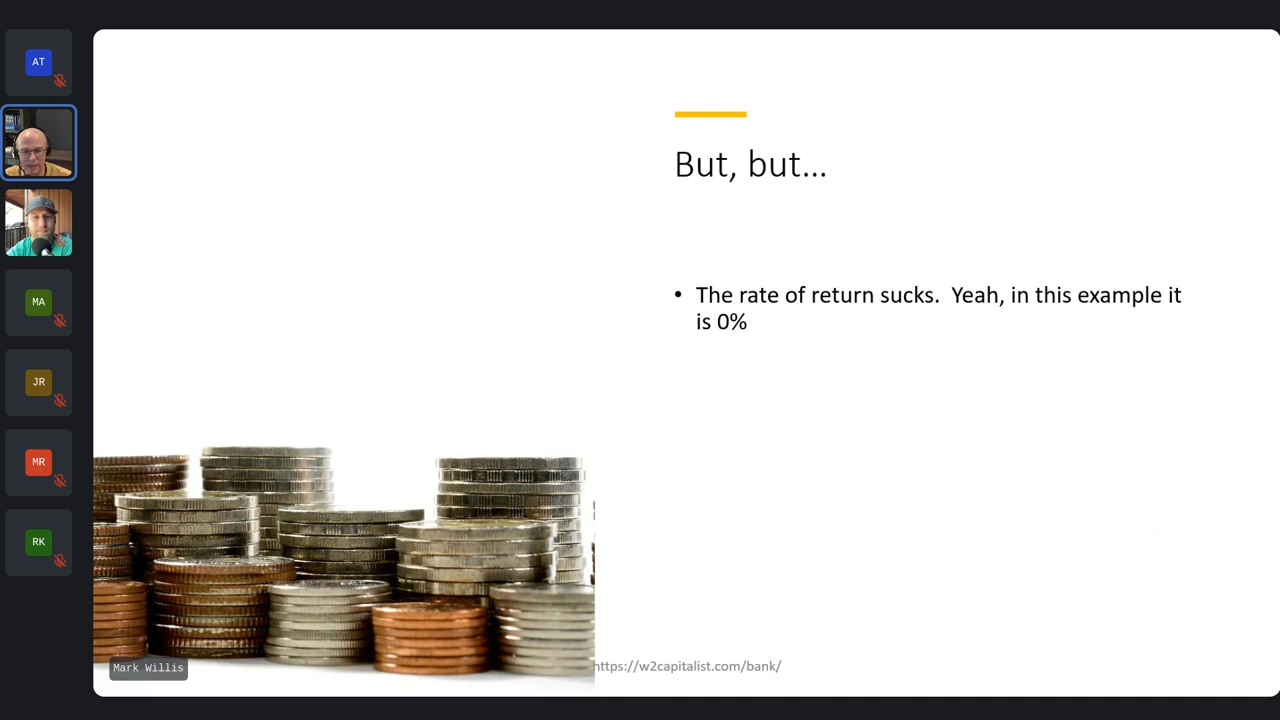 AT
MA
JR
MR
RK
But, but…
• The rate of return sucks.  Yeah, in this example it
is 0%
Mark Willis
https://w2capitalist.com/bank/